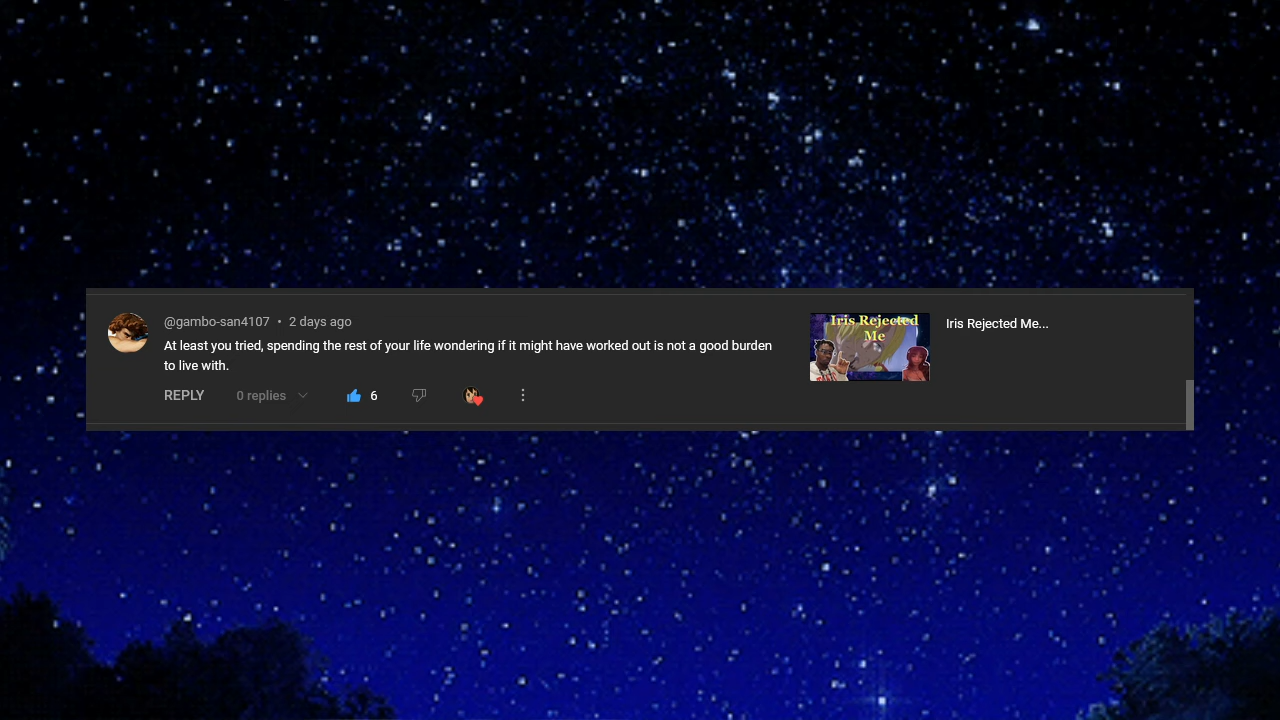 @gambo-san4107 • 2 days ago
At least you tried, spending the rest of your life wondering if it might have worked out is not a good burden
to live with.
REPLY 0 replies 6
Iris Rejected
Me
Iris Rejected Me...